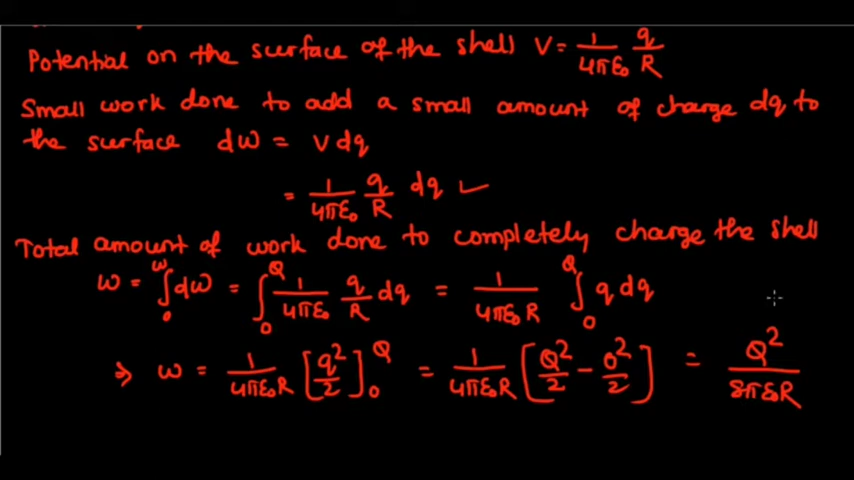 Potential on the surface of the shell V = 1/4πε₀ q/R
Small work done to add a small amount of charge dq to
the surface dw = V dq
= 1/4πε₀ q/R dq ✓
Total amount of work done to completely charge the shell
w = ∫₀^w dw = ∫₀^Q 1/4πε₀ q/R dq = 1/4πε₀R ∫₀^Q q dq
⇒ w = 1/4πε₀R [q²/2]₀^Q = 1/4πε₀R [Q²/2 - 0²/2] = Q²/8πε₀R